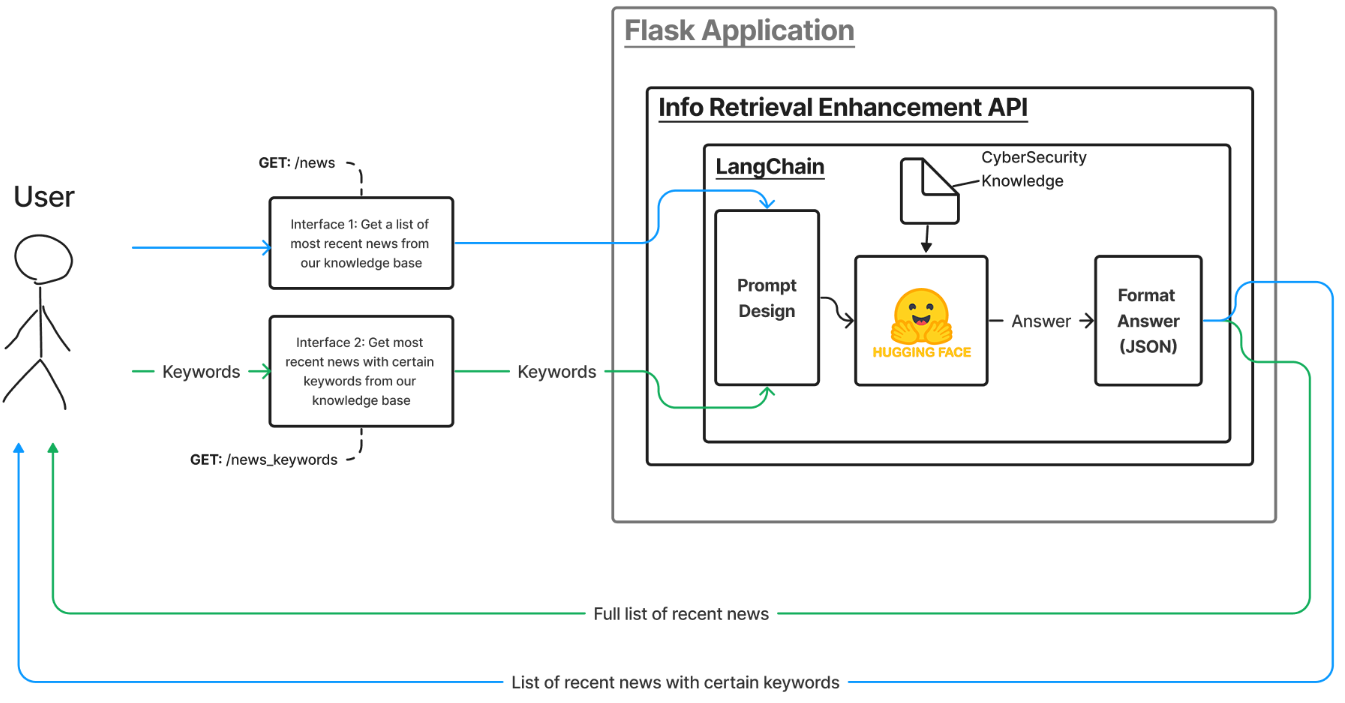 Flask Application
Info Retrieval Enhancement API
LangChain
CyberSecurity
Knowledge
GET: /news
User
Interface 1: Get a list of
most recent news from
our knowledge base
Prompt
Design
HUGGING FACE
Answer
Format
Answer
(JSON)
Keywords
Interface 2: Get most
recent news with certain
keywords from our
knowledge base
Keywords
GET: /news_keywords
Full list of recent news
List of recent news with certain keywords